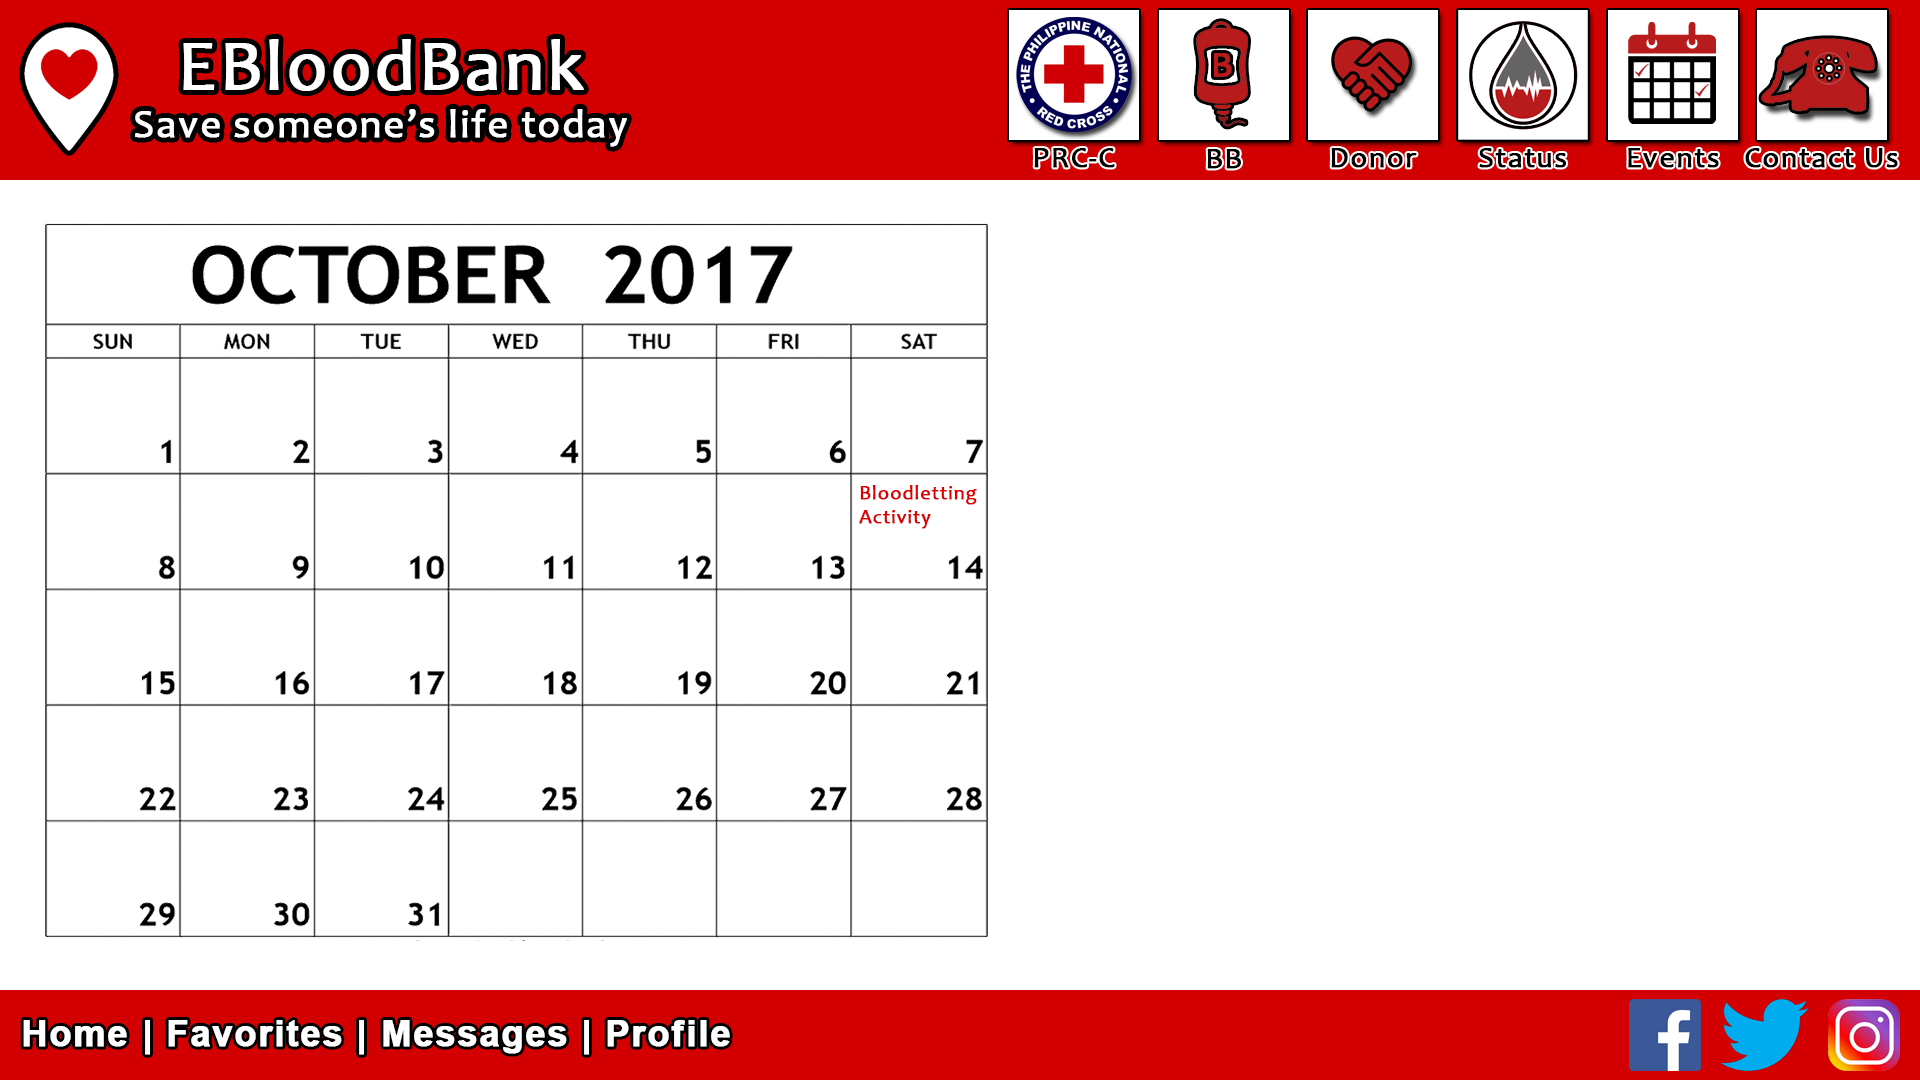 EBloodBank
Save someone's life today
THE PHILIPPINE NATIONAL
RED CROSS
B
PRC-C
BB
Donor
Status
Events
Contact Us
OCTOBER 2017
SUN MON TUE WED THU FRI SAT
1 2 3 4 5 6 7
Bloodletting
Activity
8 9 10 11 12 13 14
15 16 17 18 19 20 21
22 23 24 25 26 27 28
29 30 31
Home | Favorites | Messages | Profile
f